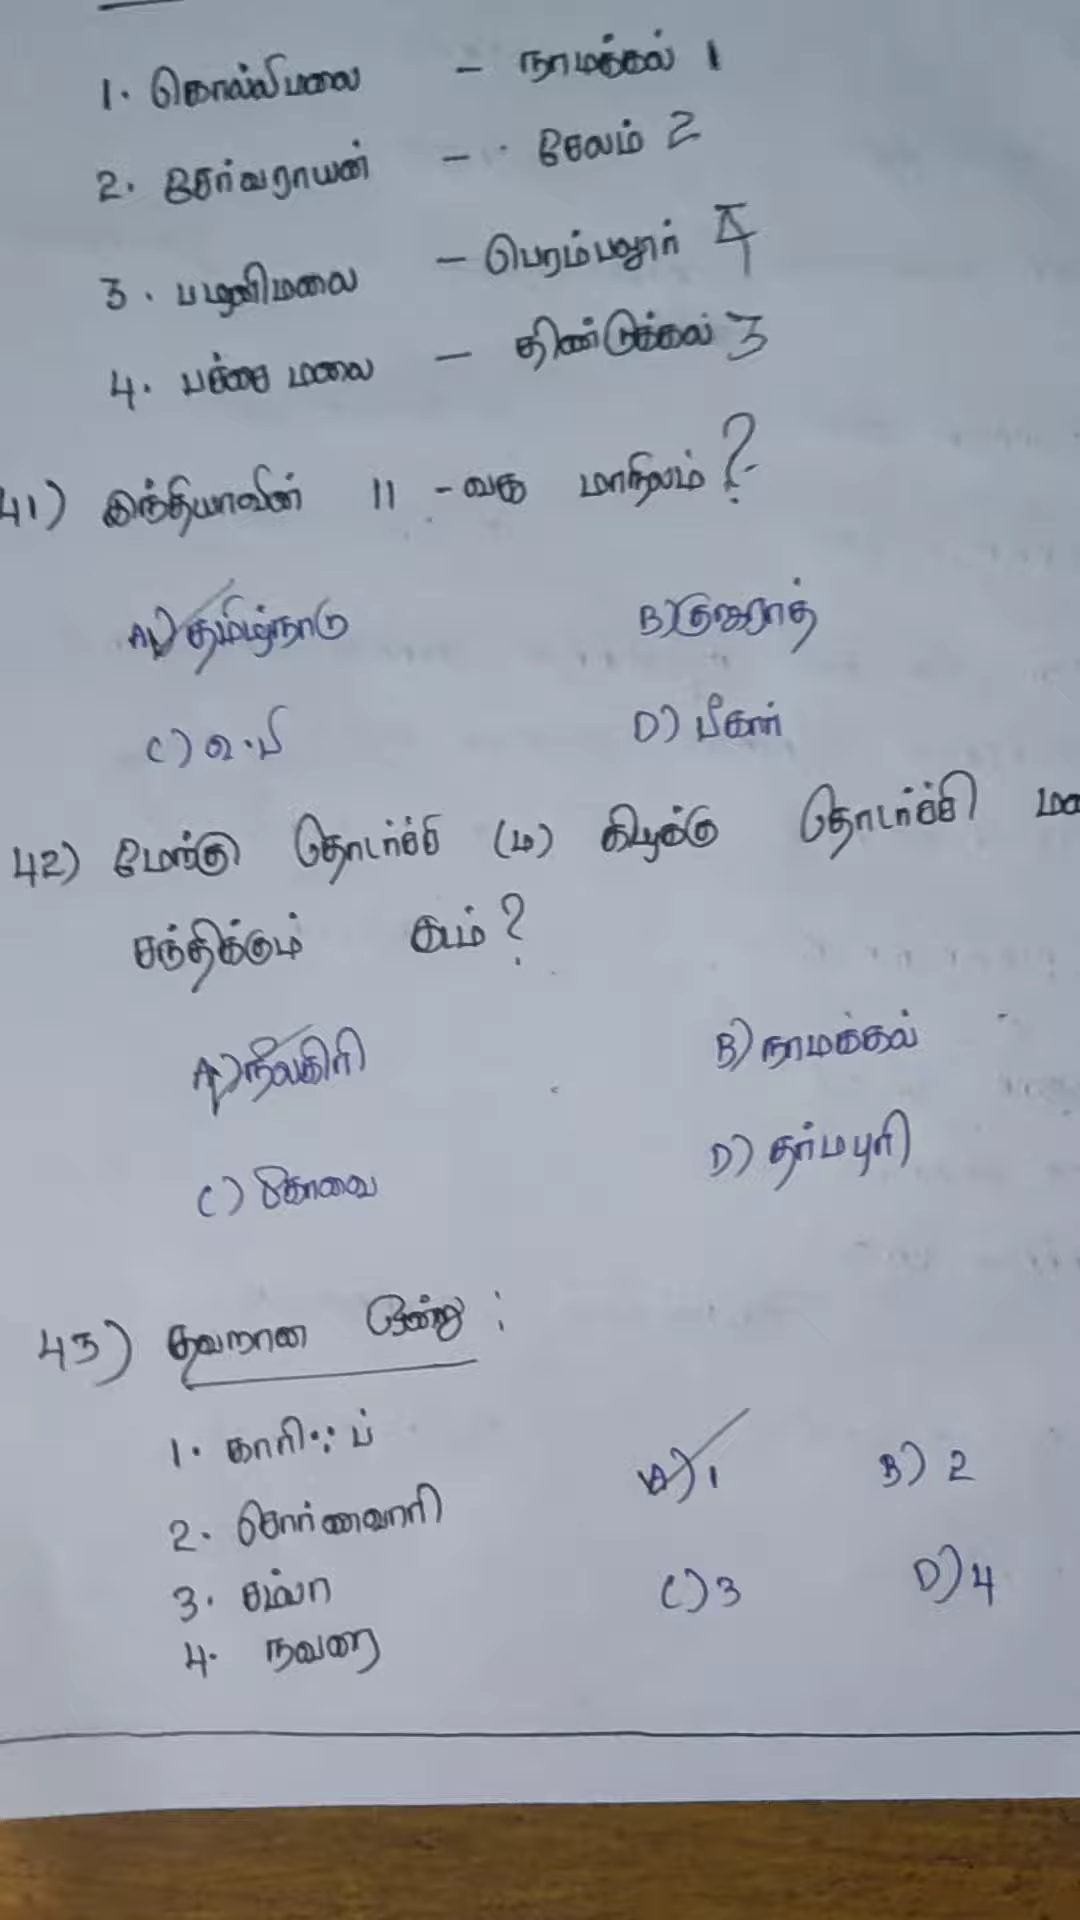 1. கொல்லிமலை - நாமக்கல் 1
2. சேர்வராயன் - சேலம் 2
3. பழனிமலை - பெரம்பலூர் 4
4. பச்சை மலை - திண்டுக்கல் 3
41) இந்தியாவின் 11 -வது மாநிலம்?
A) தமிழ்நாடு B) குஜராத்
C) உ.பி D) பீகார்
42) மேற்கு தொடர்ச்சி (ம) கிழக்கு தொடர்ச்சி
சந்திக்கும் இடம்?
A) நீலகிரி B) நாமக்கல்
C) கோவை D) தர்மபுரி
43) தவறான ஒன்று :
1. காரிஃப்
2. சொர்ணவாரி
3. சம்பா
4. நவரை
A) 1 B) 2
C) 3 D) 4